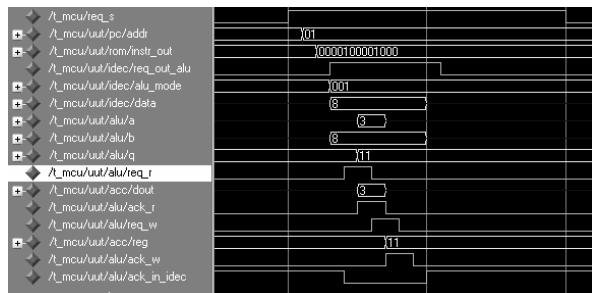 /t_mcu/req_s
/t_mcu/uut/pc/addr 01
/t_mcu/uut/rom/instr_out 0000100001000
/t_mcu/uut/idec/req_out_alu
/t_mcu/uut/idec/alu_mode 001
/t_mcu/uut/idec/data 8
/t_mcu/uut/alu/a 3
/t_mcu/uut/alu/b 8
/t_mcu/uut/alu/q 11
/t_mcu/uut/alu/req_r
/t_mcu/uut/acc/dout 3
/t_mcu/uut/alu/ack_r
/t_mcu/uut/alu/req_w
/t_mcu/uut/acc/reg 11
/t_mcu/uut/alu/ack_w
/t_mcu/uut/alu/ack_in_idec